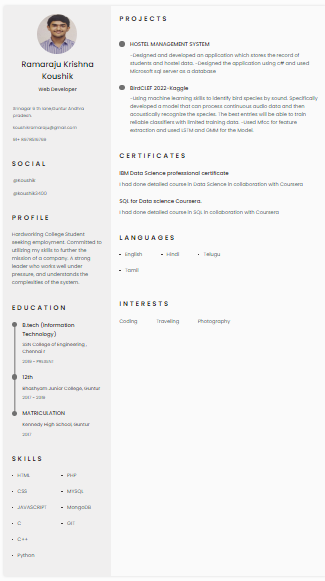 Ramaraju Krishna
Koushik
Web Developer
Srinagar 6 th lane,Guntur Andhra
pradesh.
koushikramaraju@gmail.com
SOCIAL
@koushik
PROFILE
Hardworking College Student
seeking employment. Committed to
utilizing my skills to further the
mission of a company. A strong
leader who works well under
pressure, and understands the
complexities of the system.
EDUCATION
B.tech (Information
Technology)
SSN College of Engineering ,
Chennai r
12th
Bhashyam Junior College, Guntur
2017 - 2019
MATRICULATION
Kennedy High School, Guntur
2017
SKILLS
• HTML
• PHP
• CSS
• MYSQL
• JAVASCRIPT
• MongoDB
• C
• GIT
• C++
• Python
PROJECTS
HOSTEL MANAGEMENT SYSTEM
-Designed and developed an application which stores the record of
students and hostel data. -Designed the application using c# and used
Microsoft sql server as a database
BirdCLEF 2022-Kaggle
-Using machine learning skills to identify bird species by sound. Specifically
developed a model that can process continuous audio data and then
acoustically recognize the species. The best entries will be able to train
reliable classifiers with limited training data. -Used Mfcc for feature
extraction and used LSTM and GMM for the Model.
CERTIFICATES
IBM Data Science professional certificate
I had done detailed course in Data Science in collaboration with Coursera
SQL for Data science Coursera.
I had done detailed course in SQL in collaboration with Coursera
LANGUAGES
• English • Hindi • Telugu
• Tamil
INTERESTS
Coding Traveling Photography